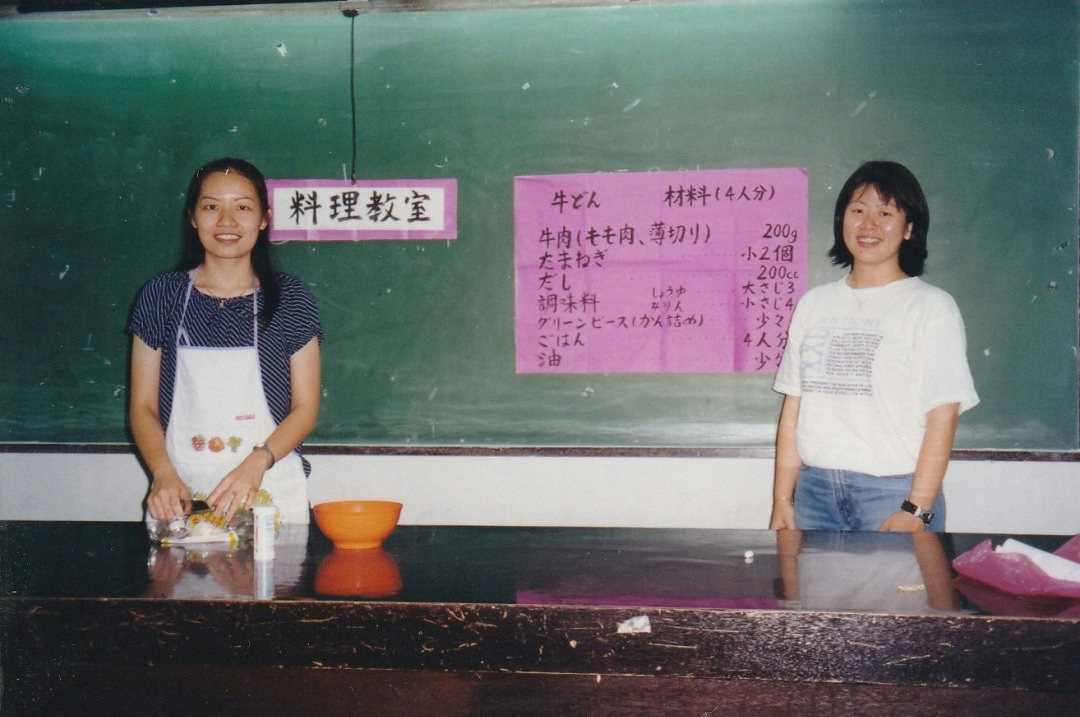 料理教室
牛どん 材料(4人分)
牛肉(もも肉、薄切り) 200g
たまねぎ 小2個
だし 200cc
調味料 しょうゆ 大さじ3
みりん 小さじ4
グリーンピース(かん詰め) 少々
ごはん 4人分
油 少々